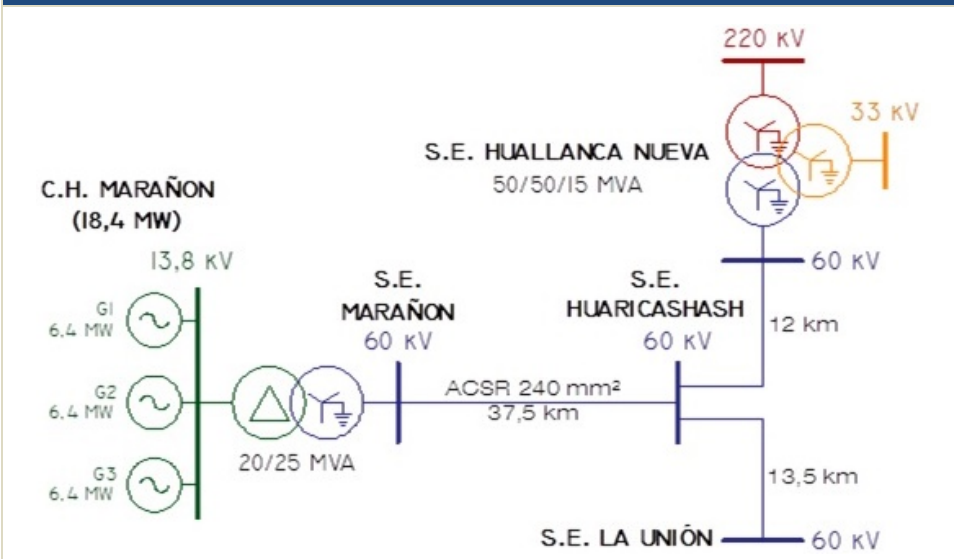 220 kV
33 kV
S.E. HUALLANCA NUEVA
50/50/15 MVA
C.H. MARAÑON
(18,4 MW)
13,8 kV
60 kV
S.E.
MARAÑON
60 kV
S.E.
HUARICASHASH
60 kV
G1
6,4 MW
12 km
G2
6,4 MW
ACSR 240 mm²
37,5 km
20/25 MVA
G3
6,4 MW
13,5 km
S.E. LA UNIÓN
60 kV